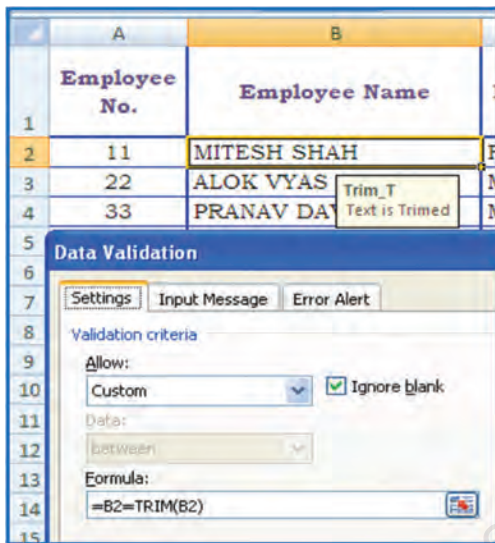 A B
1 Employee No. Employee Name
2 11 MITESH SHAH
3 22 ALOK VYAS
4 33 PRANAV DAV
Trim_T
Text is Trimed
5
6
7
8
9
10
11
12
13
14
15
Data Validation
Settings Input Message Error Alert
Validation criteria
Allow:
Custom Ignore blank
Data:
between
Formula:
=B2=TRIM(B2)